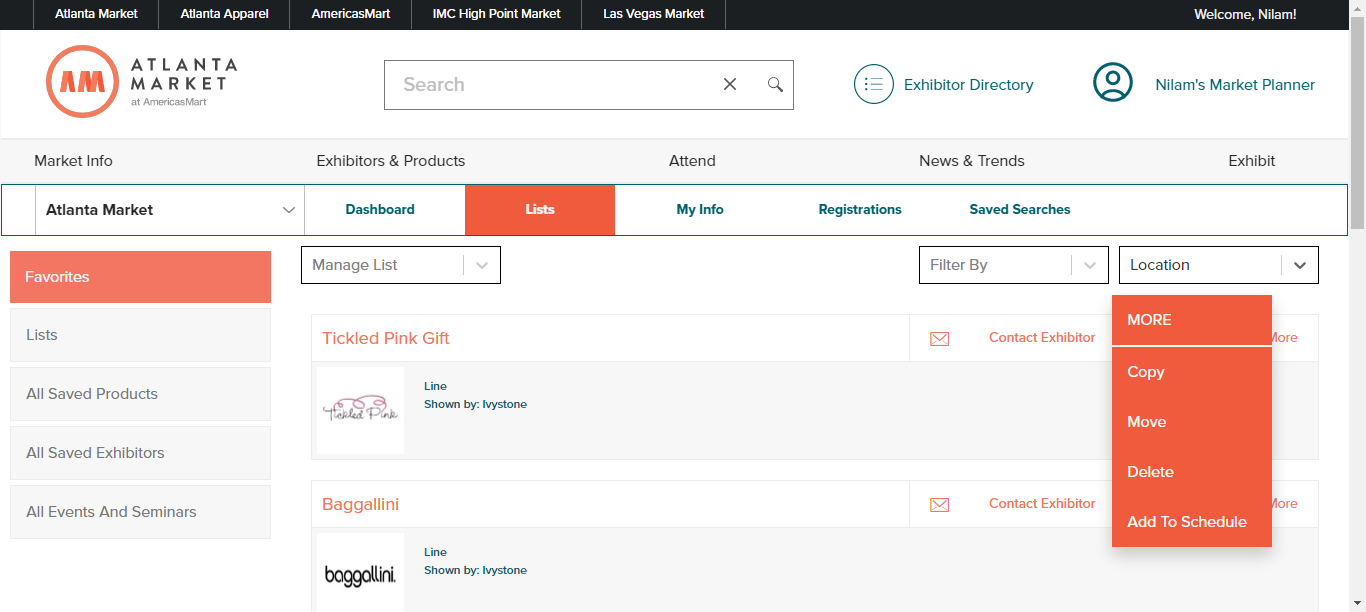 Atlanta Market Atlanta Apparel AmericasMart IMC High Point Market Las Vegas Market Welcome, Nilam!
ATLANTA
MARKET
at AmericasMart
AM
Search
Exhibitor Directory
Nilam's Market Planner
Market Info Exhibitors & Products Attend News & Trends Exhibit
Atlanta Market Dashboard Lists My Info Registrations Saved Searches
Favorites
Lists
All Saved Products
All Saved Exhibitors
All Events And Seminars
Manage List Filter By Location
Tickled Pink Gift Contact Exhibitor More
Tickled Pink
Line
Shown by: Ivystone
Baggallini Contact Exhibitor More
baggallini.
Line
Shown by: Ivystone
MORE
Copy
Move
Delete
Add To Schedule